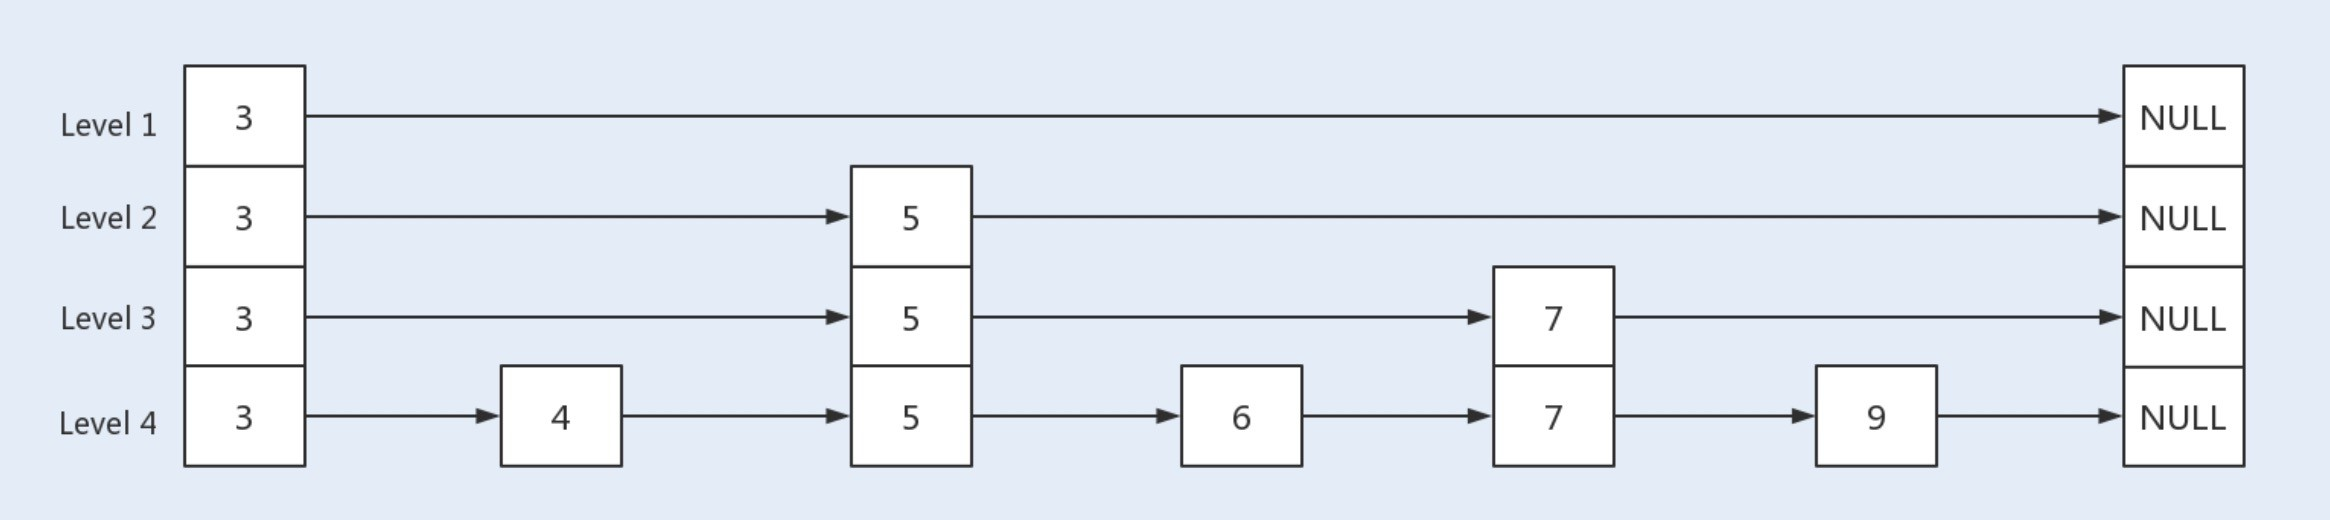 Level 1 3 NULL
Level 2 3 5 NULL
Level 3 3 5 7 NULL
Level 4 3 4 5 6 7 9 NULL